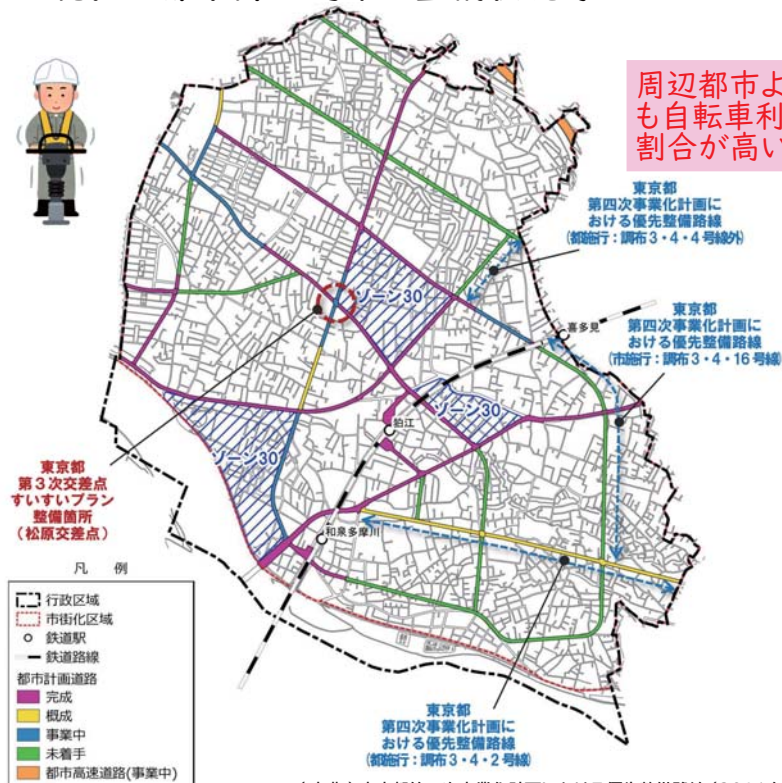 周辺都市よ
も自転車利
割合が高い
東京都
第四次事業化計画に
おける優先整備路線
(都施行：調布３・４・４号線外)
東京都
第四次事業化計画に
おける優先整備路線
(市施行：調布３・４・16号線)
ゾーン30
喜多見
ゾーン30
狛江
ゾーン30
東京都
第３次交差点
すいすいプラン
整備箇所
（松原交差点）
和泉多摩川
凡　例
行政区域
市街化区域
鉄道駅
鉄道路線
都市計画道路
完成
概成
事業中
未着手
都市高速道路(事業中)
東京都
第四次事業化計画に
おける優先整備路線
(都施行：調布３・４・２号線)